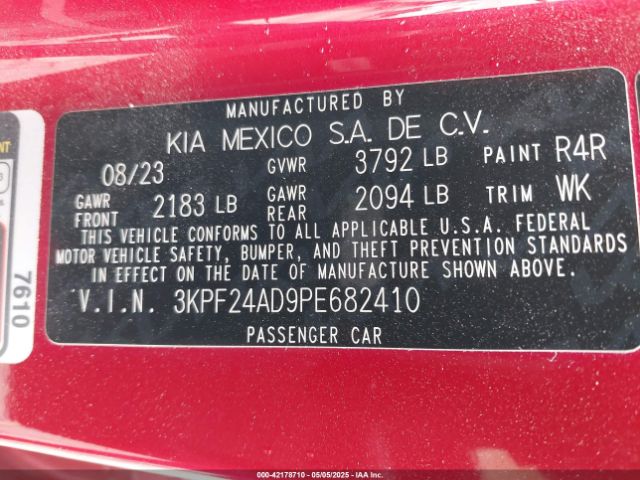 MANUFACTURED BY
KIA MEXICO S.A. DE C.V.
08/23 GVWR 3792 LB PAINT R4R
GAWR FRONT 2183 LB GAWR REAR 2094 LB TRIM WK
THIS VEHICLE CONFORMS TO ALL APPLICABLE U.S.A. FEDERAL
MOTOR VEHICLE SAFETY, BUMPER, AND THEFT PREVENTION STANDARDS
IN EFFECT ON THE DATE OF MANUFACTURE SHOWN ABOVE.
V.I.N. 3KPF24AD9PE682410
PASSENGER CAR
7610
000-42178710 05/05/2025 IAAI.com